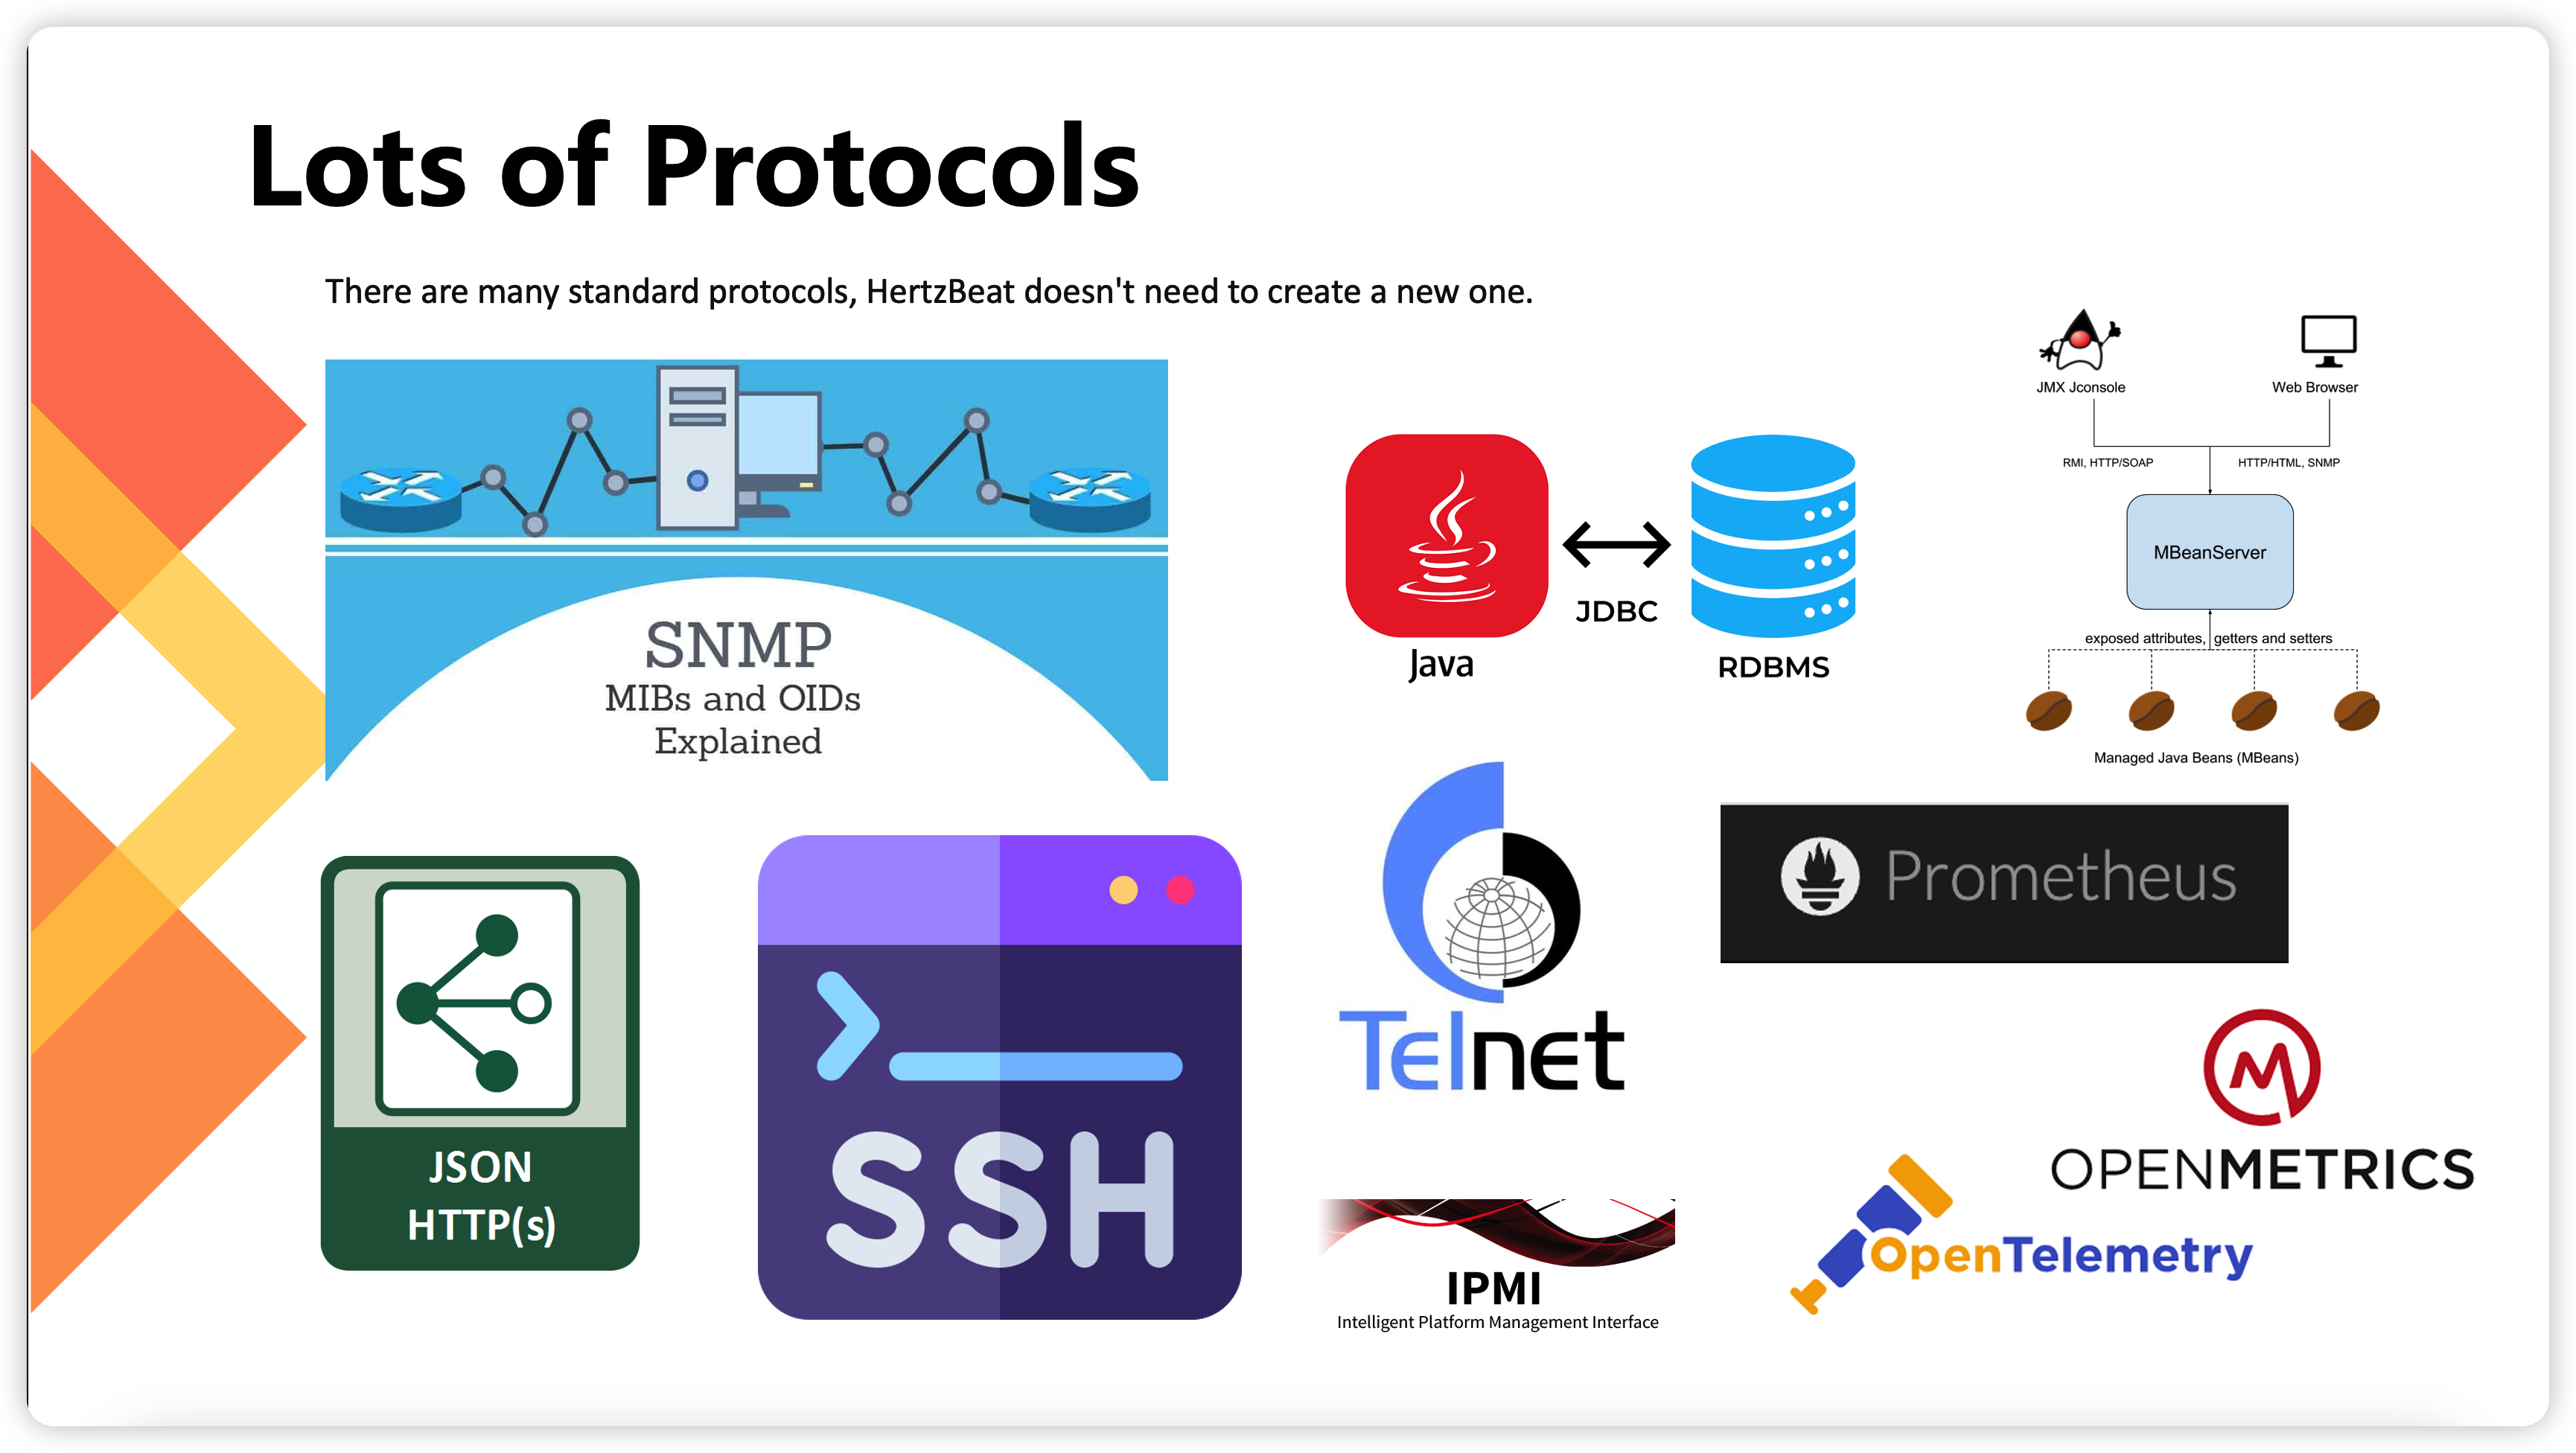 Lots of Protocols
There are many standard protocols, HertzBeat doesn't need to create a new one.
SNMP
MIBs and OIDs
Explained
Java
JDBC
RDBMS
JMX Jconsole
Web Browser
RMI, HTTP/SOAP
HTTP/HTML, SNMP
MBeanServer
exposed attributes, getters and setters
Managed Java Beans (MBeans)
JSON
HTTP(s)
SSH
Telnet
Prometheus
OPENMETRICS
OpenTelemetry
IPMI
Intelligent Platform Management Interface